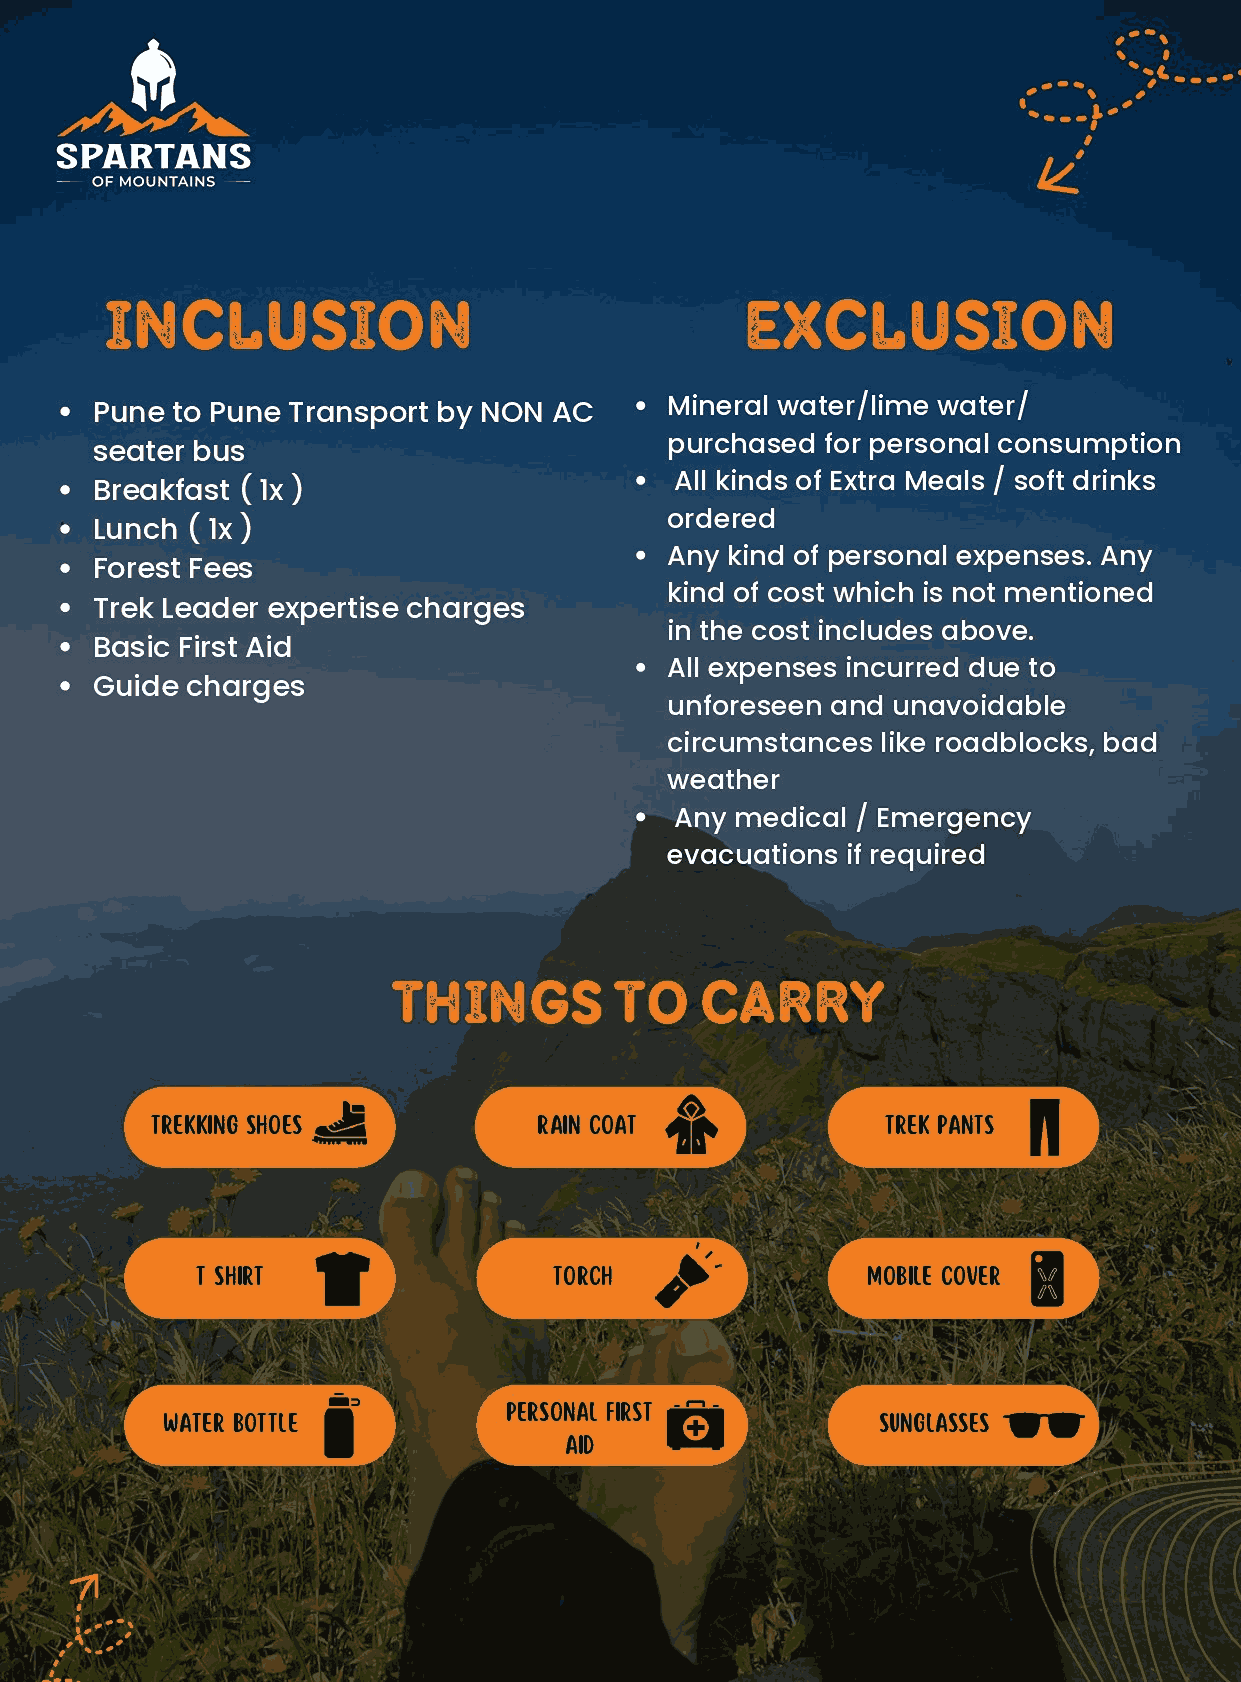 SPARTANS
OF MOUNTAINS
INCLUSION
• Pune to Pune Transport by NON AC
seater bus
• Breakfast ( 1x )
• Lunch ( 1x )
• Forest Fees
• Trek Leader expertise charges
• Basic First Aid
• Guide charges
EXCLUSION
• Mineral water/lime water/
purchased for personal consumption
• All kinds of Extra Meals / soft drinks
ordered
• Any kind of personal expenses. Any
kind of cost which is not mentioned
in the cost includes above.
• All expenses incurred due to
unforeseen and unavoidable
circumstances like roadblocks, bad
weather
• Any medical / Emergency
evacuations if required
THINGS TO CARRY
TREKKING SHOES
RAIN COAT
TREK PANTS
T SHIRT
TORCH
MOBILE COVER
WATER BOTTLE
PERSONAL FIRST
AID
SUNGLASSES